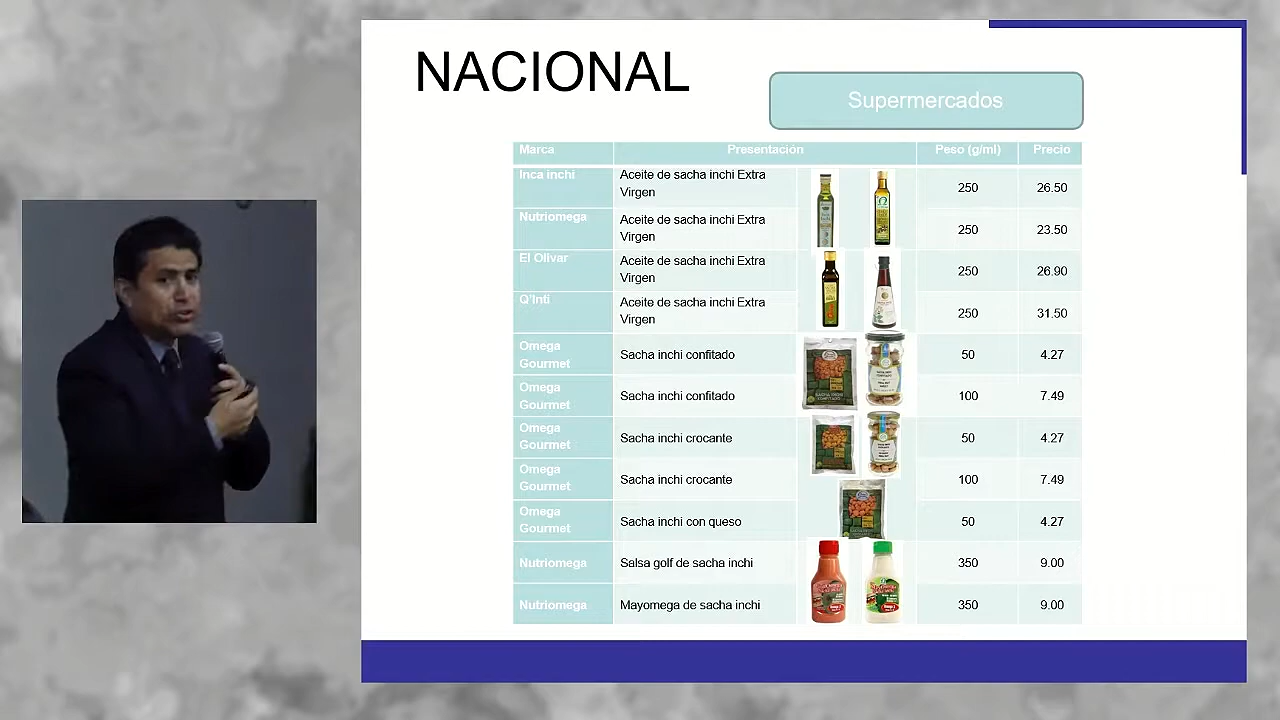 NACIONAL
Supermercados
Marca Presentación Peso (g/ml) Precio
Inca inchi Aceite de sacha inchi Extra Virgen 250 26.50
Nutriomega Aceite de sacha inchi Extra Virgen 250 23.50
El Olivar Aceite de sacha inchi Extra Virgen 250 26.90
Q'Inti Aceite de sacha inchi Extra Virgen 250 31.50
Omega Gourmet Sacha inchi confitado 50 4.27
Omega Gourmet Sacha inchi confitado 100 7.49
Omega Gourmet Sacha inchi crocante 50 4.27
Omega Gourmet Sacha inchi crocante 100 7.49
Omega Gourmet Sacha inchi con queso 50 4.27
Nutriomega Salsa golf de sacha inchi 350 9.00
Nutriomega Mayomega de sacha inchi 350 9.00